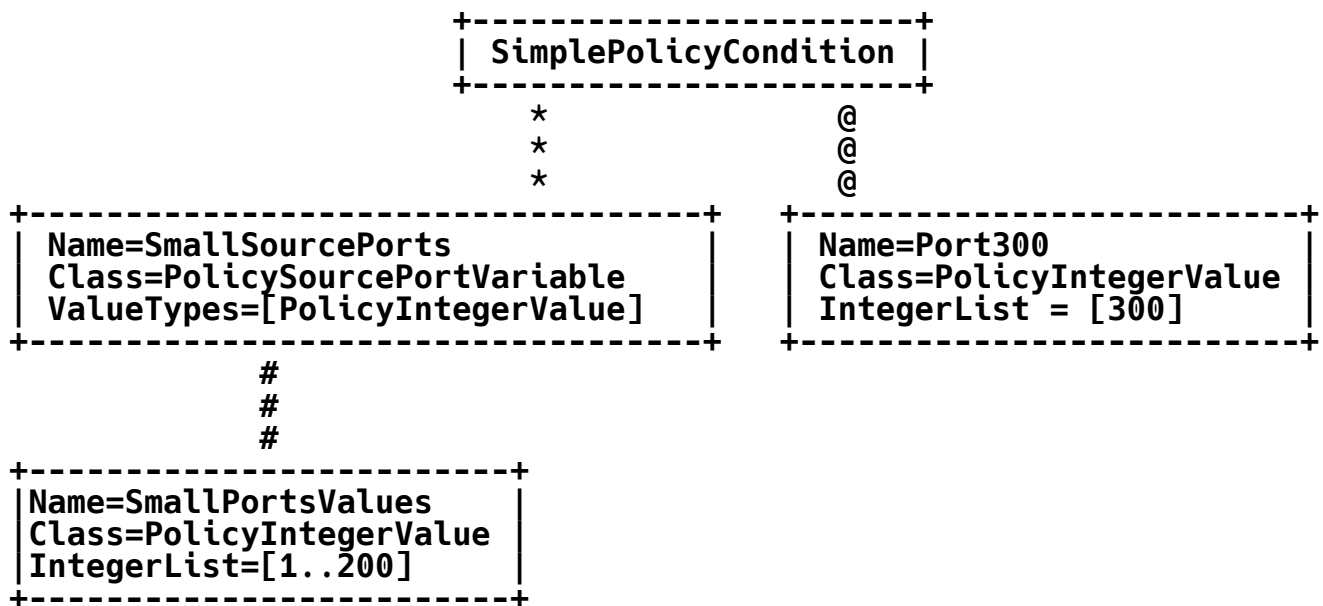 +-----------------------+
| SimplePolicyCondition |
+-----------------------+
* @
* @
* @
+-----------------------------------+ +---------------------------+
| Name=SmallSourcePorts | | Name=Port300 |
| Class=PolicySourcePortVariable | | Class=PolicyIntegerValue |
| ValueTypes=[PolicyIntegerValue] | | IntegerList = [300] |
+-----------------------------------+ +---------------------------+
#
#
#
+-------------------------+
|Name=SmallPortsValues |
|Class=PolicyIntegerValue |
|IntegerList=[1..200] |
+-------------------------+